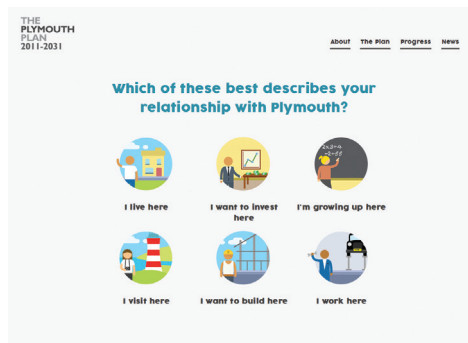 THE
PLYMOUTH
PLAN
2011-2031
About The Plan Progress News
Which of these best describes your
relationship with Plymouth?
I live here
I want to invest
here
I'm growing up here
I visit here
I want to build here
I work here